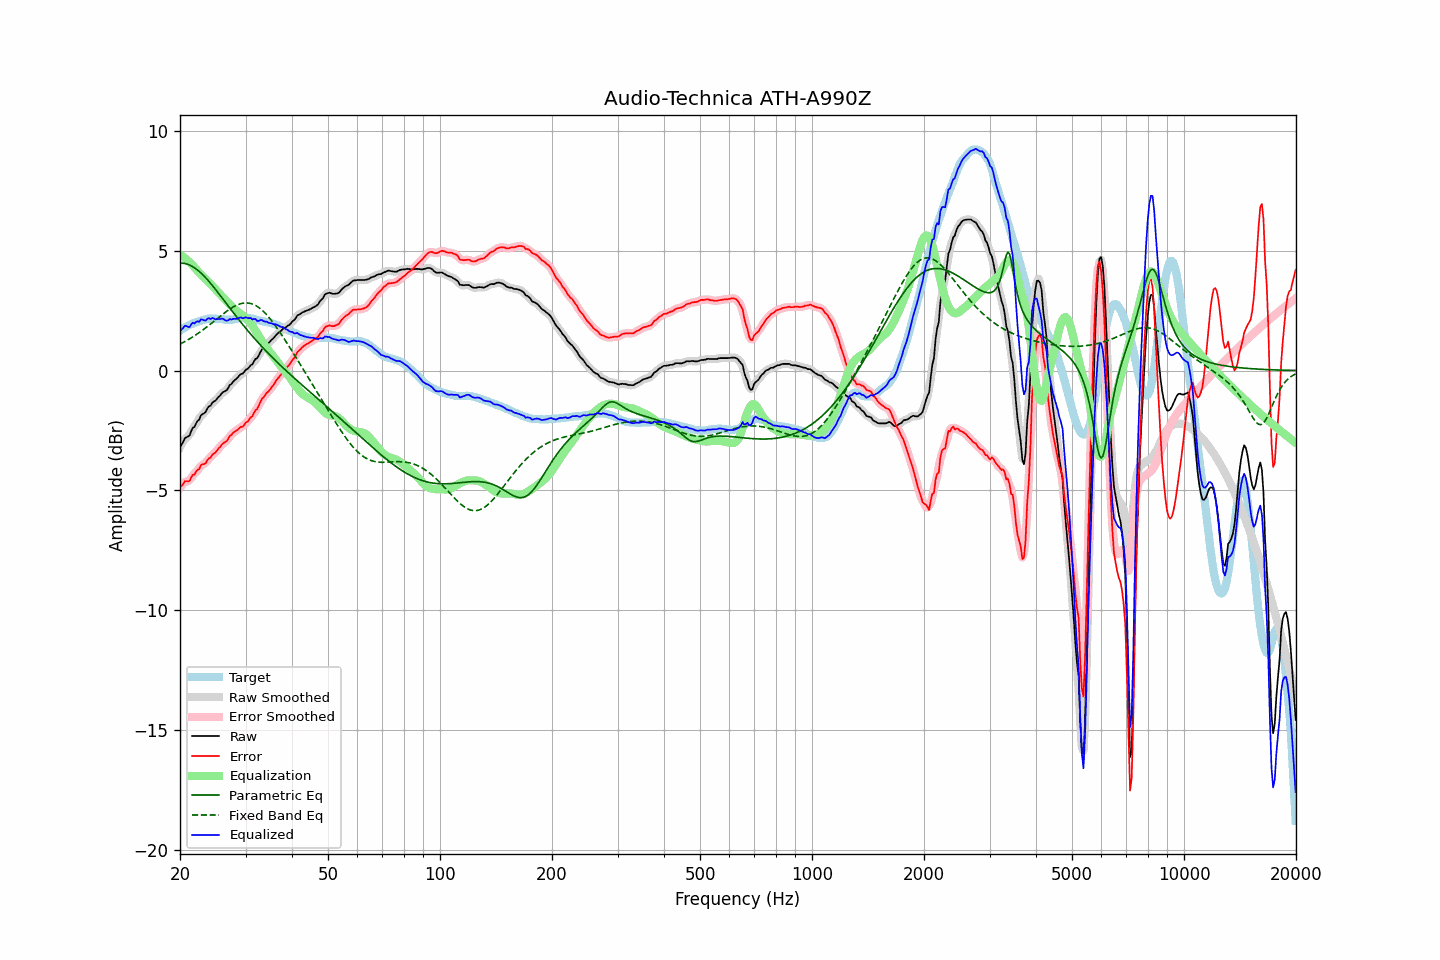 Audio-Technica ATH-A990Z
10
5
0
−5
−10
−15
−20
Amplitude (dBr)
Target
Raw Smoothed
Error Smoothed
Raw
Error
Equalization
Parametric Eq
Fixed Band Eq
Equalized
20 50 100 200 500 1000 2000 5000 10000 20000
Frequency (Hz)